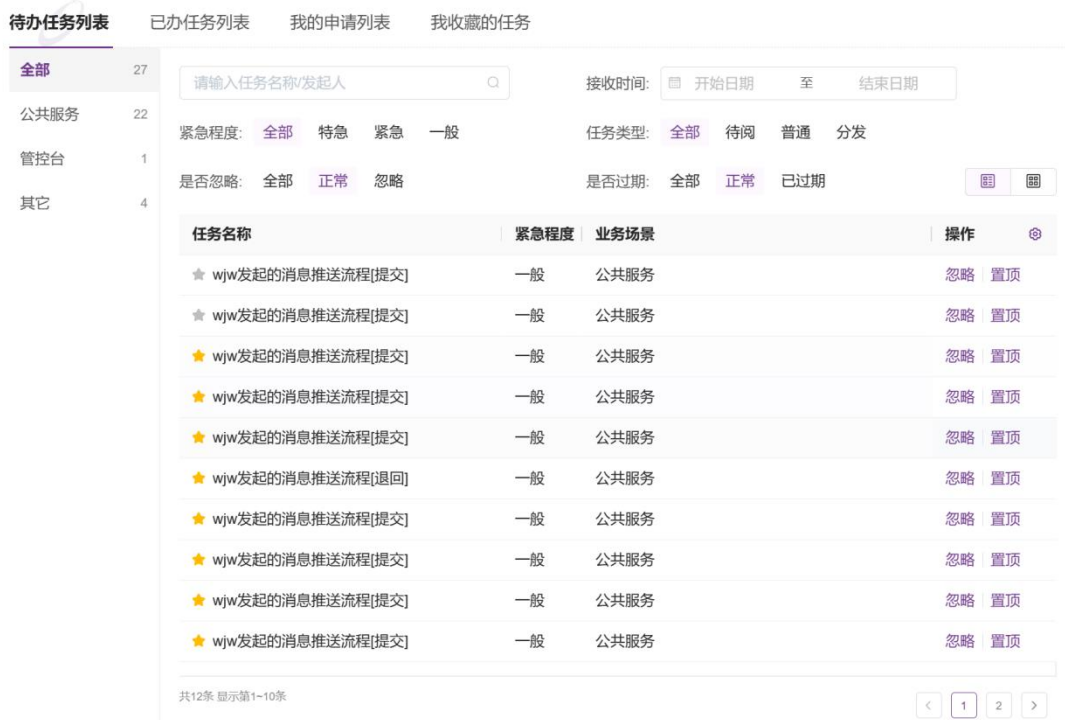 待办任务列表 已办任务列表 我的申请列表 我收藏的任务
全部 27
公共服务 22
管控台 1
其它 4
请输入任务名称/发起人 接收时间: 开始日期 至 结束日期
紧急程度: 全部 特急 紧急 一般 任务类型: 全部 待阅 普通 分发
是否忽略: 全部 正常 忽略 是否过期: 全部 正常 已过期
任务名称 紧急程度 业务场景 操作
wjw发起的消息推送流程[提交] 一般 公共服务 忽略 置顶
wjw发起的消息推送流程[提交] 一般 公共服务 忽略 置顶
wjw发起的消息推送流程[提交] 一般 公共服务 忽略 置顶
wjw发起的消息推送流程[提交] 一般 公共服务 忽略 置顶
wjw发起的消息推送流程[提交] 一般 公共服务 忽略 置顶
wjw发起的消息推送流程[退回] 一般 公共服务 忽略 置顶
wjw发起的消息推送流程[提交] 一般 公共服务 忽略 置顶
wjw发起的消息推送流程[提交] 一般 公共服务 忽略 置顶
wjw发起的消息推送流程[提交] 一般 公共服务 忽略 置顶
wjw发起的消息推送流程[提交] 一般 公共服务 忽略 置顶
共12条 显示第1~10条 1 2